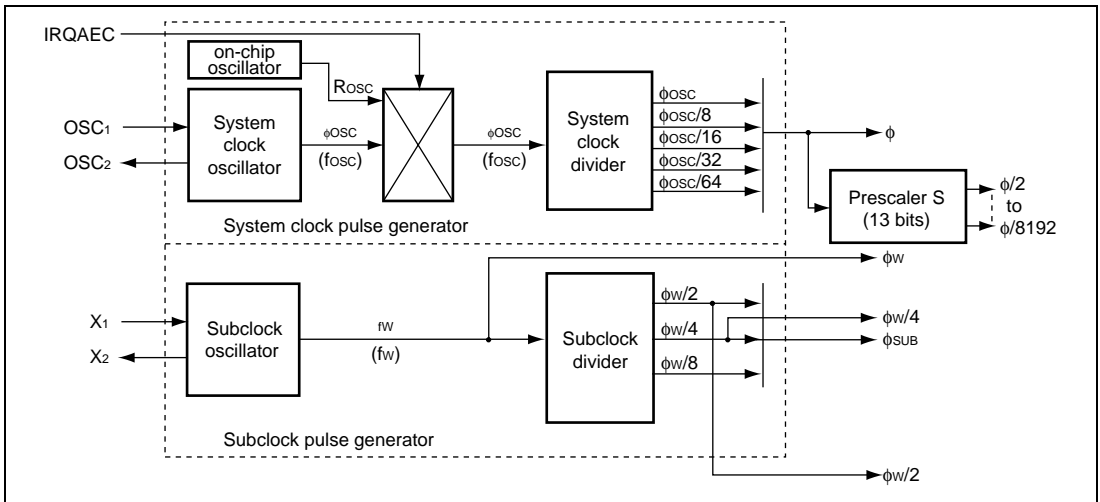 IRQAEC
on-chip
oscillator
ROSC
OSC1
OSC2
System
clock
oscillator
ϕOSC
(fOSC)
ϕOSC
(fOSC)
System
clock
divider
ϕOSC
ϕOSC/8
ϕOSC/16
ϕOSC/32
ϕOSC/64
ϕ
Prescaler S
(13 bits)
ϕ/2
to
ϕ/8192
System clock pulse generator
ϕW
X1
X2
Subclock
oscillator
fW
(fW)
Subclock
divider
ϕW/2
ϕW/4
ϕW/8
ϕW/4
ϕSUB
Subclock pulse generator
ϕW/2